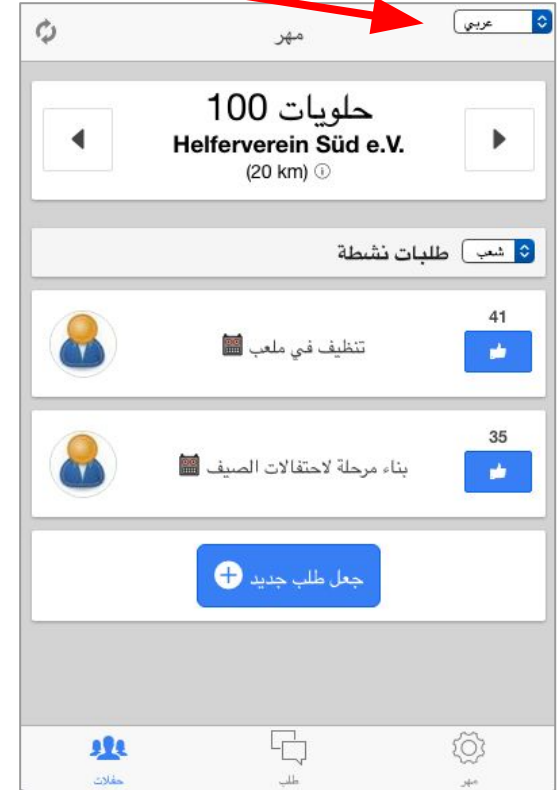 مهر
عربي
حلويات 100
Helferverein Süd e.V.
(20 km)
طلبات نشطة
شعب
41
تنظيف في ملعب
35
بناء مرحلة لاحتفالات الصيف
جعل طلب جديد
حفلات
طلب
مهر